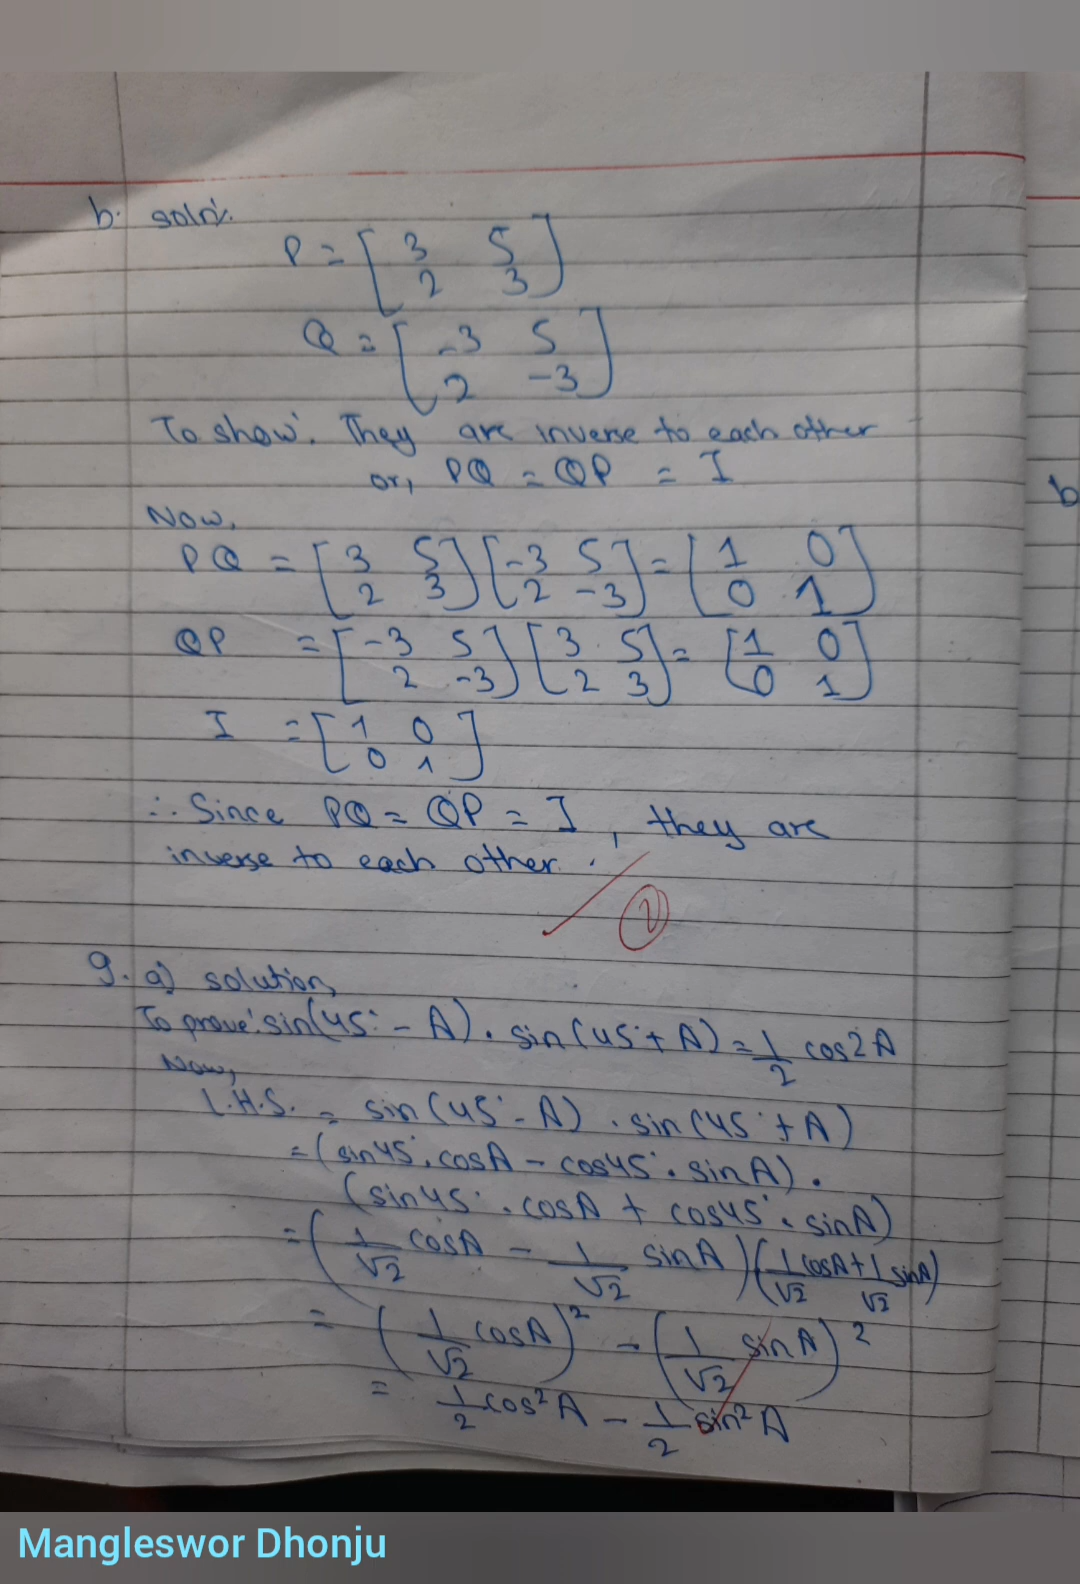 b. soln:
P = [ 3 5
2 3 ]
Q = [ -3 5
2 -3 ]
To show: They are inverse to each other
or, PQ = QP = I
Now,
PQ = [ 3 5
2 3 ] [ -3 5
2 -3 ] = [ 1 0
0 1 ]
QP = [ -3 5
2 -3 ] [ 3 5
2 3 ] = [ 1 0
0 1 ]
I = [ 1 0
0 1 ]
∴ Since PQ = QP = I, they are
inverse to each other.
2
9. a) solution,
To prove: sin(45° - A) . sin(45° + A) = 1/2 cos2A
Now,
L.H.S. = sin(45° - A) . sin(45° + A)
= (sin45° . cosA - cos45° . sinA) .
(sin45° . cosA + cos45° . sinA)
= (1/√2 cosA - 1/√2 sinA)(1/√2 cosA + 1/√2 sinA)
= (1/√2 cosA)² - (1/√2 sinA)²
= 1/2 cos²A - 1/2 sin²A
b
Mangleswor Dhonju